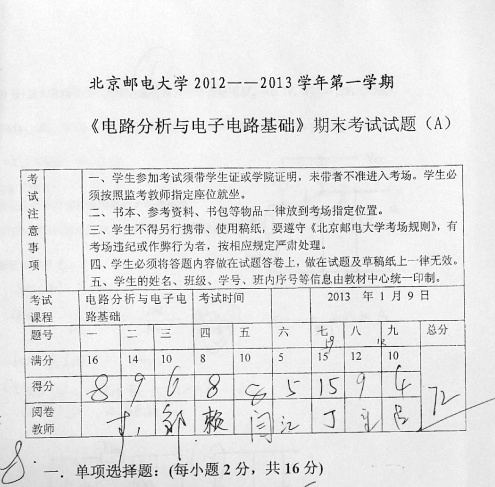 北京邮电大学2012——2013学年第一学期
《电路分析与电子电路基础》期末考试试题（A）
考试注意事项
一、学生参加考试须带学生证或学院证明，未带者不准进入考场。学生必
须按照监考教师指定座位就坐。
二、书本、参考资料、书包等物品一律放到考场指定位置。
三、学生不得另行携带、使用稿纸，要遵守《北京邮电大学考场规则》，有
考场违纪或作弊行为者，按相应规定严肃处理。
四、学生必须将答题内容做在试题答卷上，做在试题及草稿纸上一律无效。
五、学生的姓名、班级、学号、班内序号等信息由教材中心统一印制。
考试 电路分析与电子电 考试时间 2013 年 1 月 9 日
课程 路基础
题号 一 二 三 四 五 六 七 八 九 总分
满分 16 14 10 8 10 5 15 12 10
得分 8 9 6 8 8 5 15 9 4 72
阅卷 邹 赖 闫 江 丁
教师
8
一．单项选择题：(每小题 2 分，共 16 分)